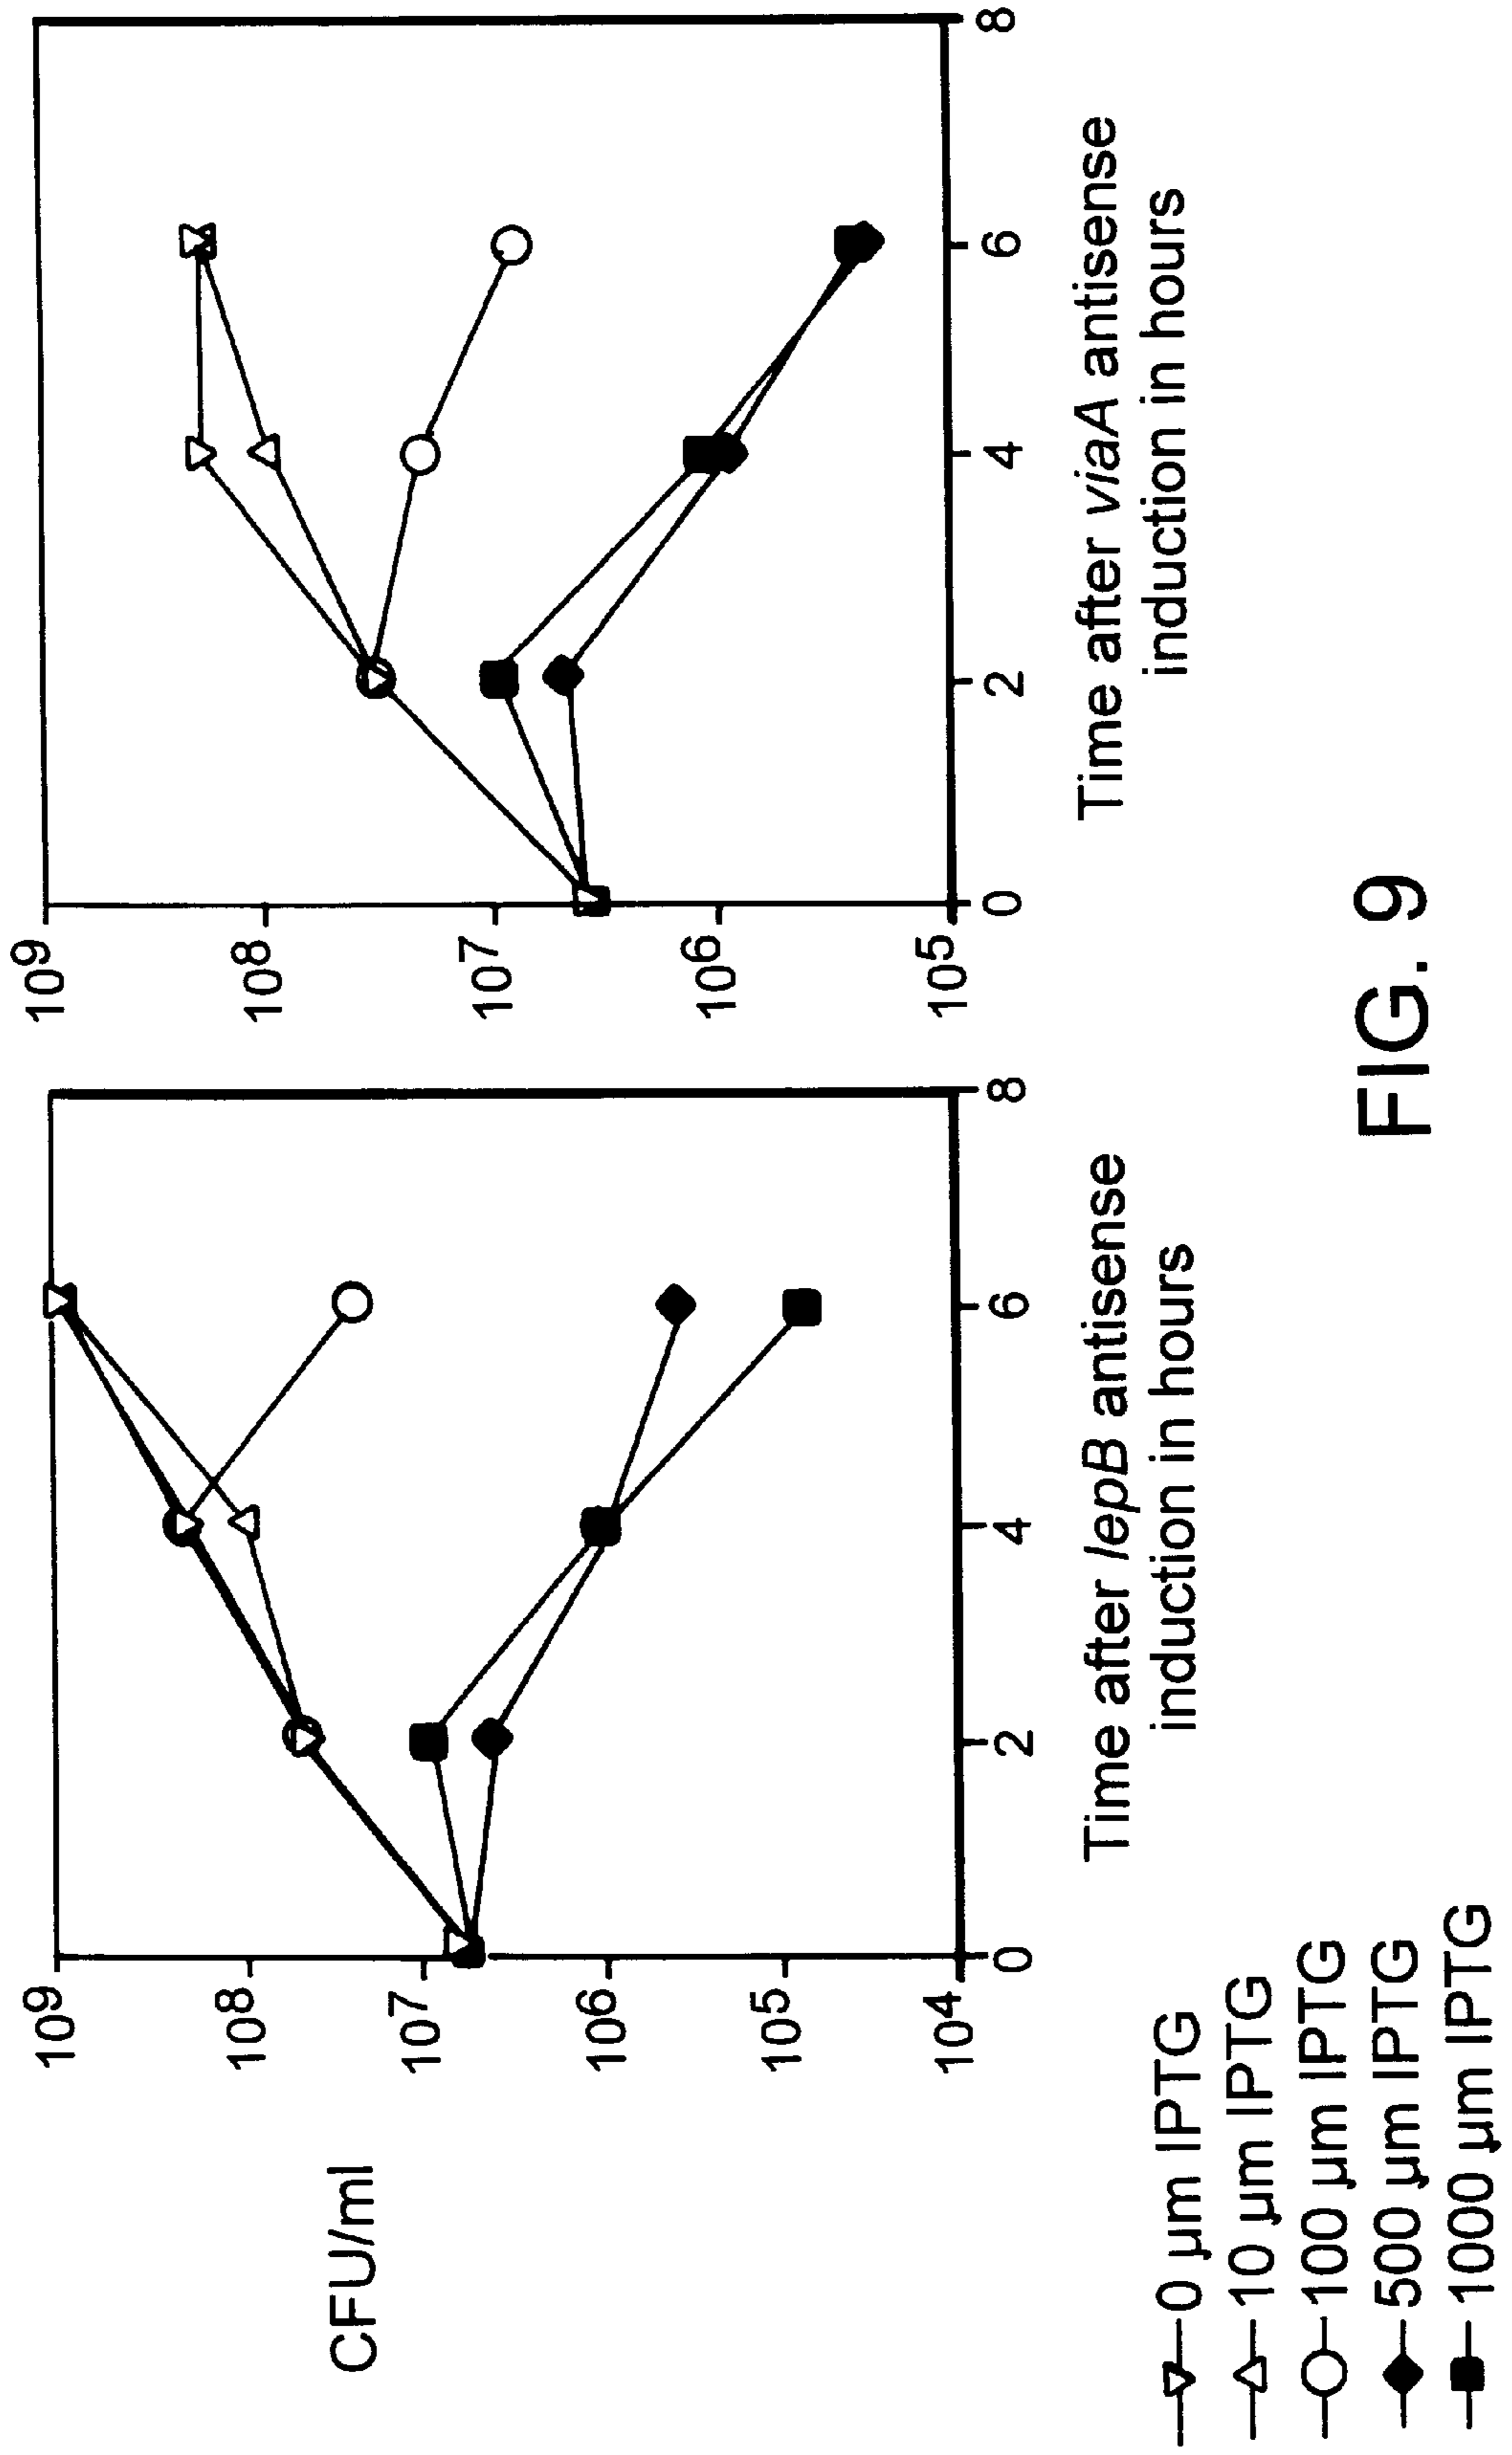 CFU/ml
10⁹
10⁸
10⁷
10⁶
10⁵
10⁴
0
2
4
6
8
Time after lepB antisense
induction in hours
10⁹
10⁸
10⁷
10⁶
10⁵
0
2
4
6
8
Time after viaA antisense
induction in hours
0 µm IPTG
10 µm IPTG
100 µm IPTG
500 µm IPTG
1000 µm IPTG
FIG. 9